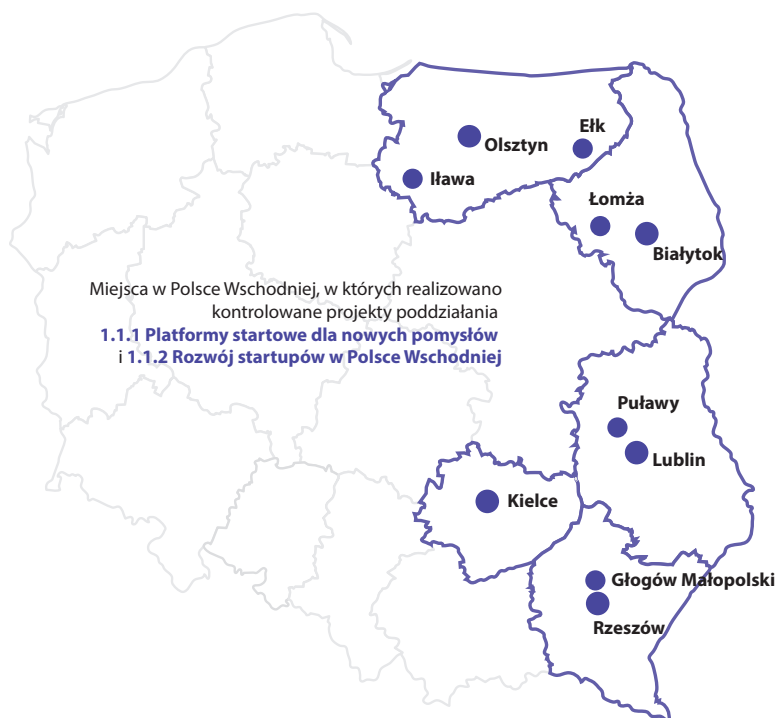 Ełk
Olsztyn
Iława
Łomża
Białytok
Miejsca w Polsce Wschodniej, w których realizowano
kontrolowane projekty poddziałania
1.1.1 Platformy startowe dla nowych pomysłów
i 1.1.2 Rozwój startupów w Polsce Wschodniej
Puławy
Lublin
Kielce
Głogów Małopolski
Rzeszów